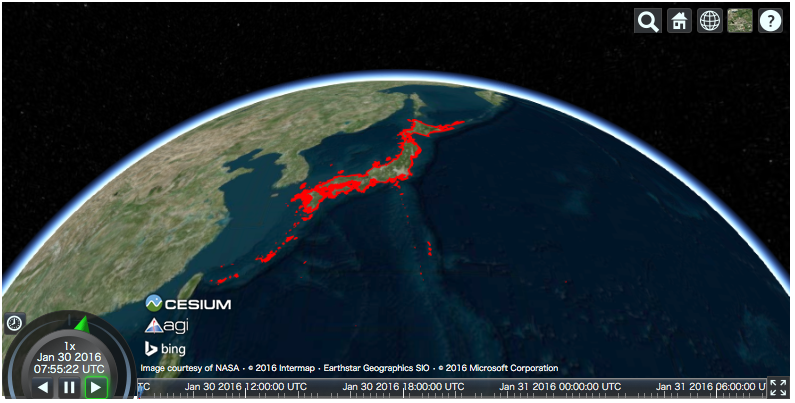 ?
CESIUM
agi
bing
Image courtesy of NASA • © 2016 Intermap • Earthstar Geographics SIO • © 2016 Microsoft Corporation
1x
Jan 30 2016
07:55:22 UTC
TC Jan 30 2016 12:00:00 UTC Jan 30 2016 18:00:00 UTC Jan 31 2016 00:00:00 UTC Jan 31 2016 06:00:00 U